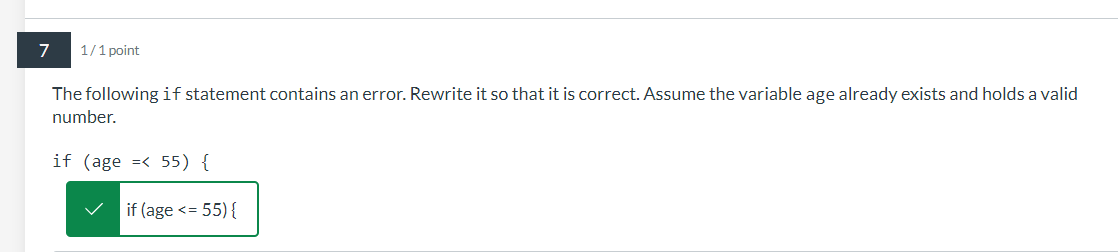 7 1/1 point
The following if statement contains an error. Rewrite it so that it is correct. Assume the variable age already exists and holds a valid
number.
if (age =< 55) {
if (age <= 55) {